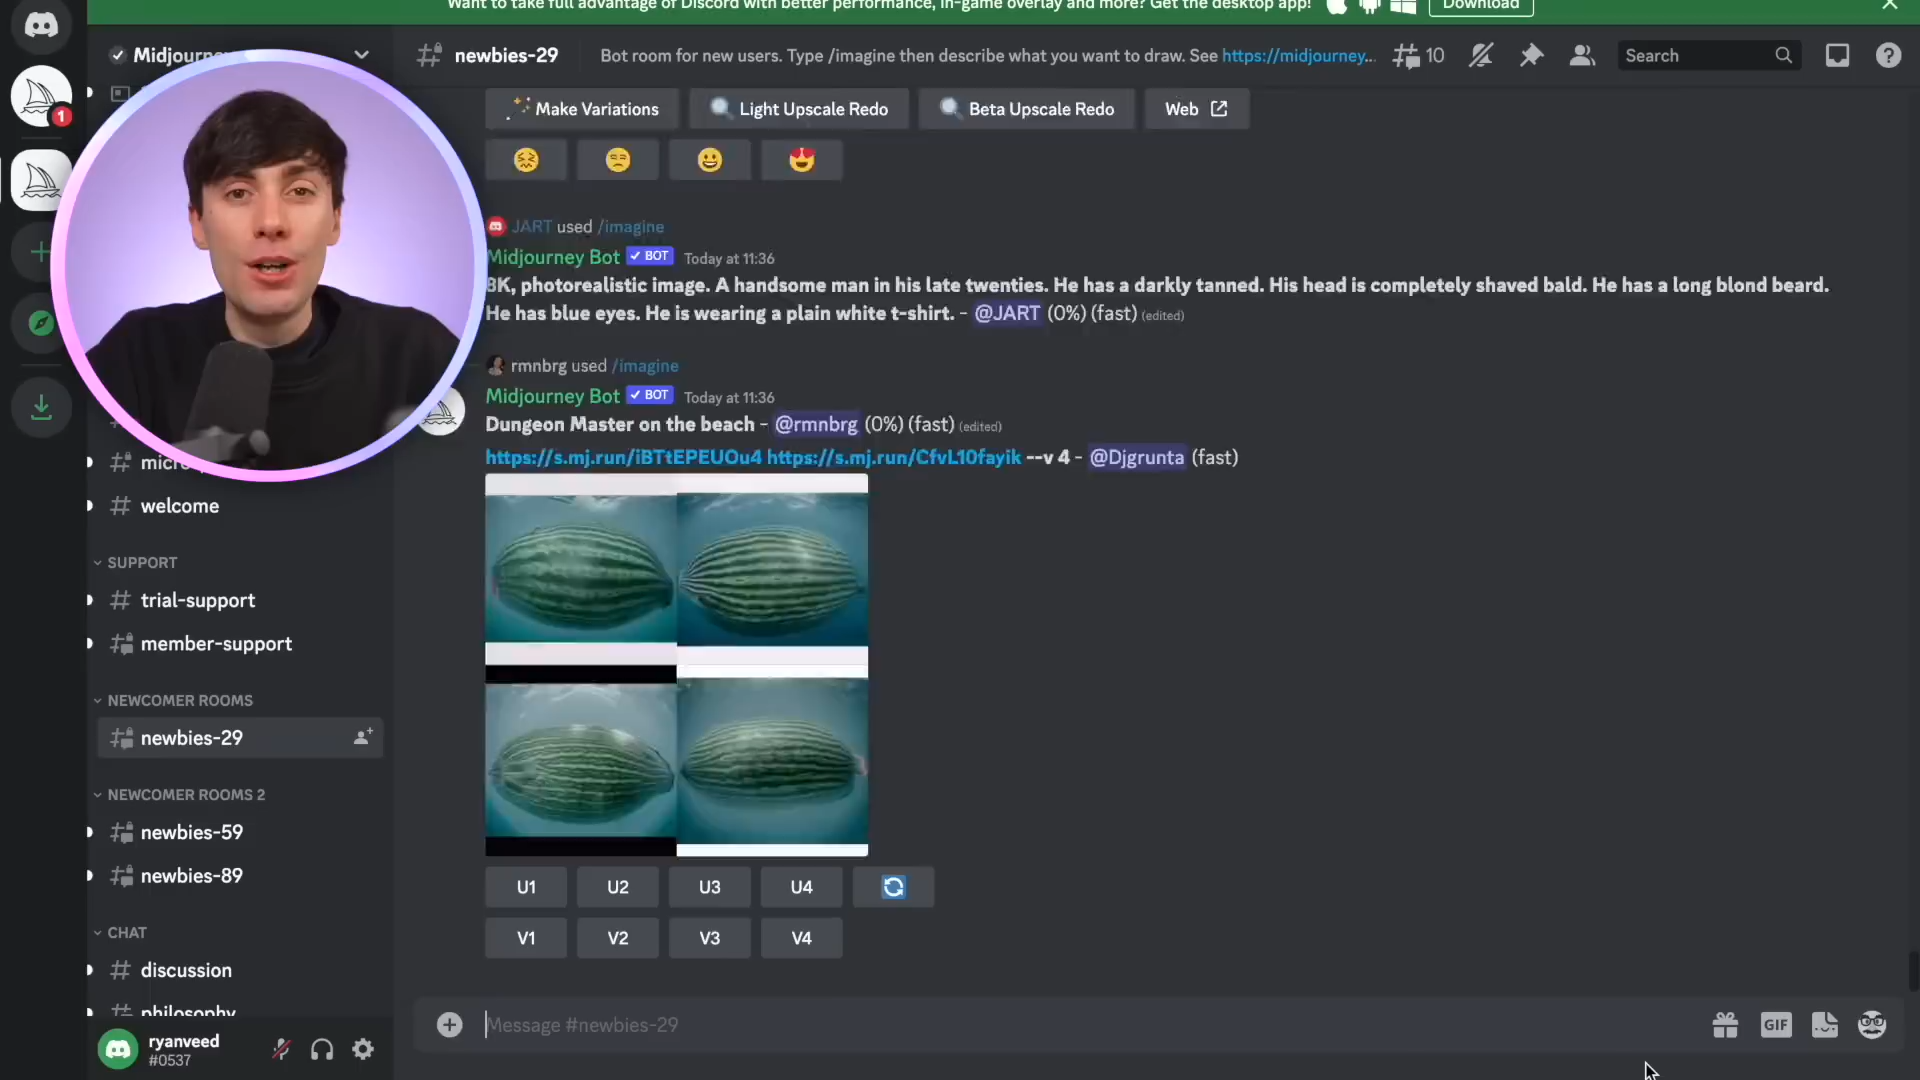 Want to take full advantage of Discord with better performance, in-game overlay and more? Get the desktop app!
Download
Midjourney
newbies-29
Bot room for new users. Type /imagine then describe what you want to draw. See https://midjourney...
10
Search
1
Make Variations
Light Upscale Redo
Beta Upscale Redo
Web
JART used /imagine
Midjourney Bot ✓ BOT Today at 11:36
8K, photorealistic image. A handsome man in his late twenties. He has a darkly tanned. His head is completely shaved bald. He has a long blond beard.
He has blue eyes. He is wearing a plain white t-shirt. - @JART (0%) (fast) (edited)
rmnbrg used /imagine
Midjourney Bot ✓ BOT Today at 11:36
Dungeon Master on the beach - @rmnbrg (0%) (fast) (edited)
https://s.mj.run/iBTtEPEUOu4 https://s.mj.run/CfvL10fayik --v 4 - @Djgrunta (fast)
U1
U2
U3
U4
V1
V2
V3
V4
welcome
SUPPORT
trial-support
member-support
NEWCOMER ROOMS
newbies-29
NEWCOMER ROOMS 2
newbies-59
newbies-89
CHAT
discussion
philosophy
ryanveed
#0537
Message #newbies-29
GIF